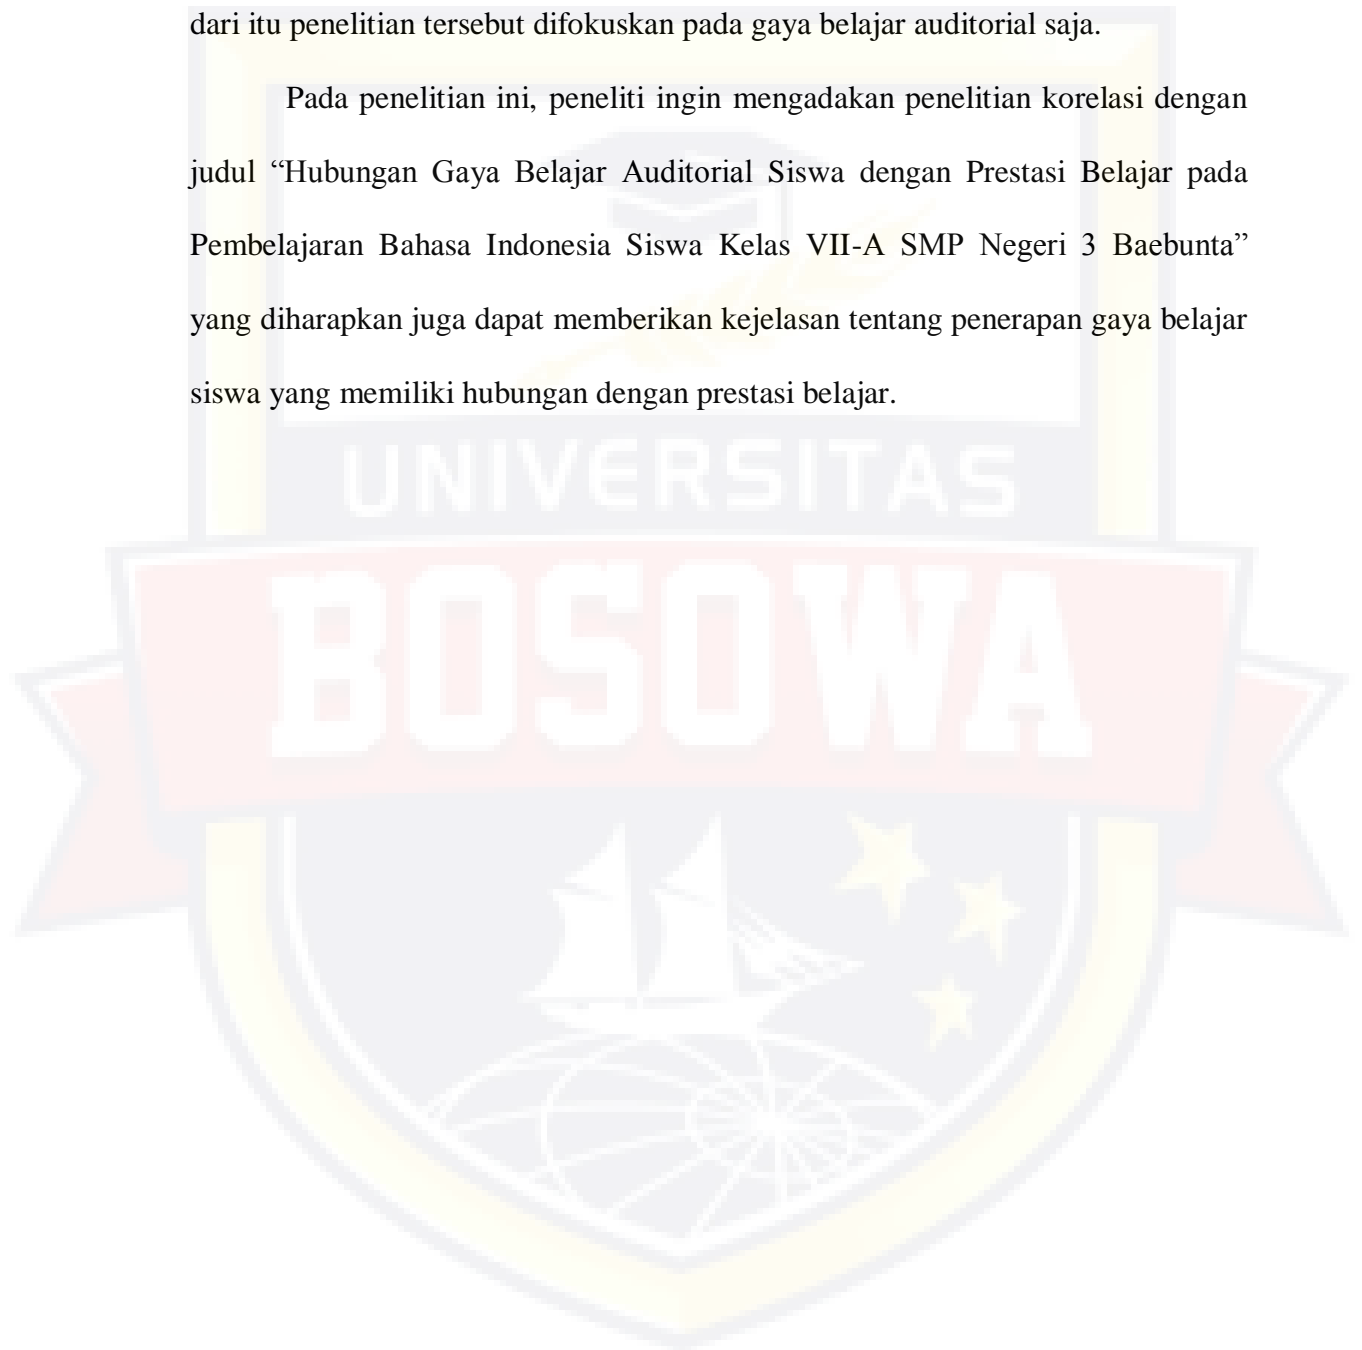 dari itu penelitian tersebut difokuskan pada gaya belajar auditorial saja.
Pada penelitian ini, peneliti ingin mengadakan penelitian korelasi dengan
judul “Hubungan Gaya Belajar Auditorial Siswa dengan Prestasi Belajar pada
Pembelajaran Bahasa Indonesia Siswa Kelas VII-A SMP Negeri 3 Baebunta”
yang diharapkan juga dapat memberikan kejelasan tentang penerapan gaya belajar
siswa yang memiliki hubungan dengan prestasi belajar.
UNIVERSITAS
BOSOWA